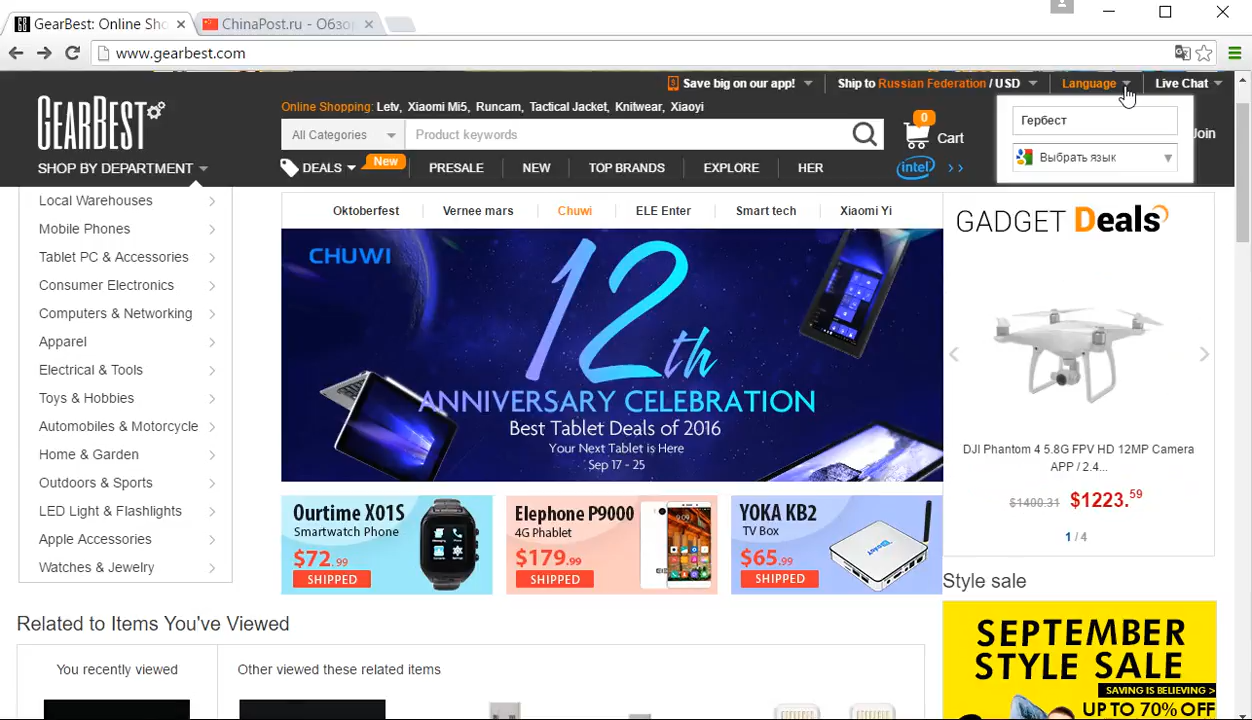 GearBest: Online Sho
ChinaPost.ru - Обзор
www.gearbest.com
Save big on our app!
Ship to Russian Federation / USD
Language
Live Chat
GEARBEST
Online Shopping: Letv, Xiaomi Mi5, Runcam, Tactical Jacket, Knitwear, Xiaoyi
All Categories
Product keywords
0
Cart
Гербест
Join
Выбрать язык
SHOP BY DEPARTMENT
DEALS
New
PRESALE
NEW
TOP BRANDS
EXPLORE
HER
intel
Local Warehouses
Mobile Phones
Tablet PC & Accessories
Consumer Electronics
Computers & Networking
Apparel
Electrical & Tools
Toys & Hobbies
Automobiles & Motorcycle
Home & Garden
Outdoors & Sports
LED Light & Flashlights
Apple Accessories
Watches & Jewelry
Oktoberfest
Vernee mars
Chuwi
ELE Enter
Smart tech
Xiaomi Yi
CHUWI
12th
ANNIVERSARY CELEBRATION
Best Tablet Deals of 2016
Your Next Tablet is Here
Sep 17 - 25
GADGET Deals
DJI Phantom 4 5.8G FPV HD 12MP Camera
APP / 2.4...
$1400.31 $1223.59
1 / 4
Ourtime X01S
Smartwatch Phone
$72.99
SHIPPED
Elephone P9000
4G Phablet
$179.99
SHIPPED
YOKA KB2
TV Box
$65.99
SHIPPED
Style sale
SEPTEMBER
STYLE SALE
SAVING IS BELIEVING >
UP TO 70% OFF
Related to Items You've Viewed
You recently viewed
Other viewed these related items